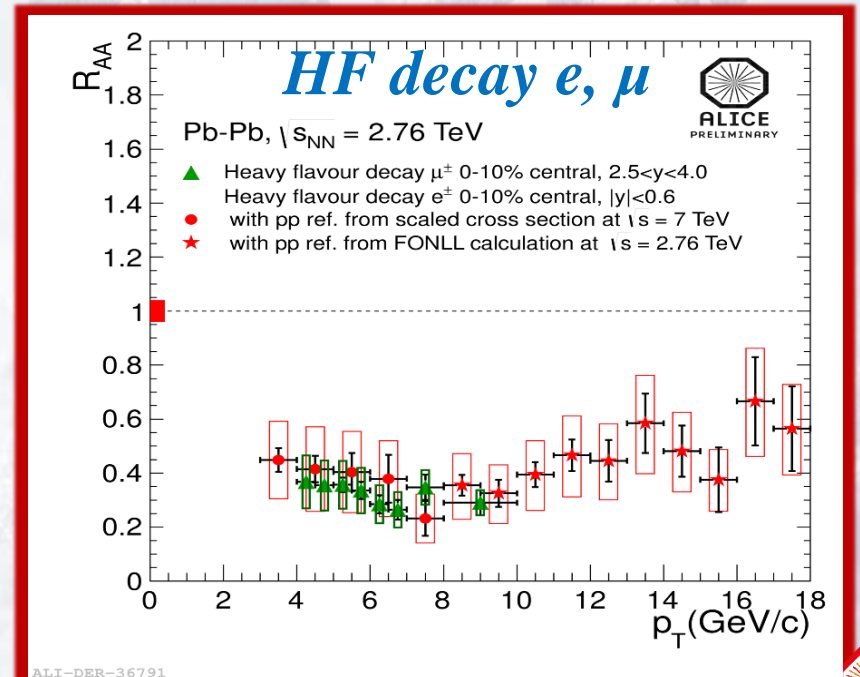 HF decay e, μ
R_AA
ALICE
PRELIMINARY
Pb-Pb, √s_NN = 2.76 TeV
Heavy flavour decay μ± 0-10% central, 2.5<y<4.0
Heavy flavour decay e± 0-10% central, |y|<0.6
with pp ref. from scaled cross section at √s = 7 TeV
with pp ref. from FONLL calculation at √s = 2.76 TeV
2
1.8
1.6
1.4
1.2
1
0.8
0.6
0.4
0.2
0
0 2 4 6 8 10 12 14 16 18
p_T(GeV/c)
ALI-DER-36791